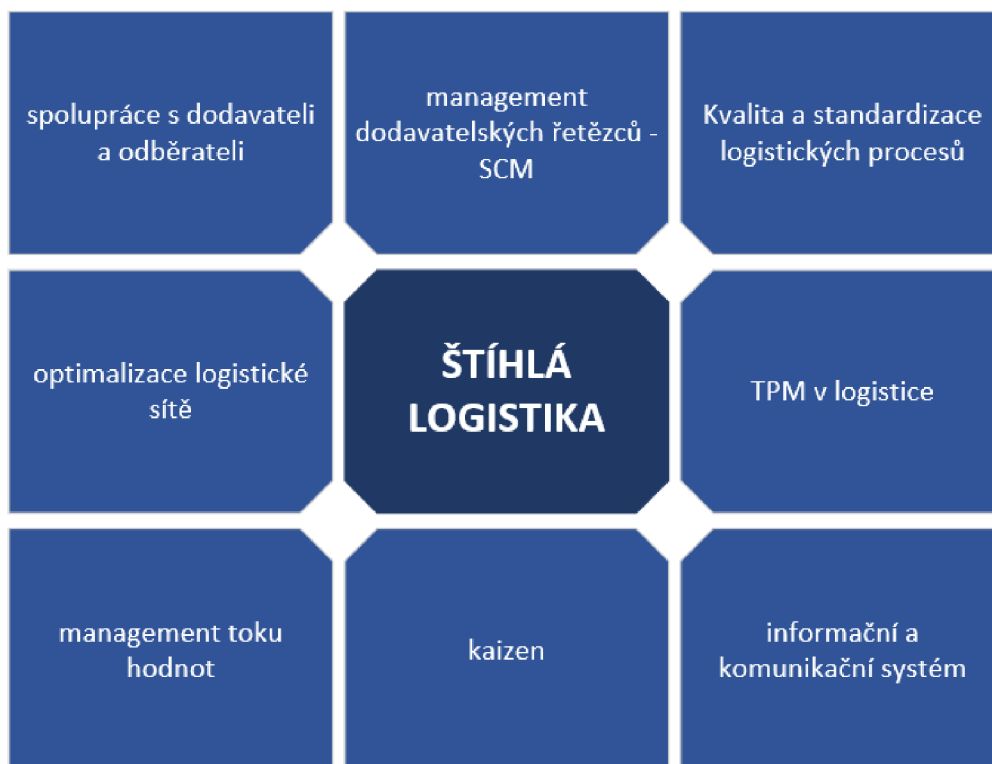 spolupráce s dodavateli
a odběrateli
management
dodavatelských řetězců -
SCM
Kvalita a standardizace
logistických procesů
optimalizace logistické
sítě
ŠTÍHLÁ
LOGISTIKA
TPM v logistice
management toku
hodnot
kaizen
informační a
komunikační systém